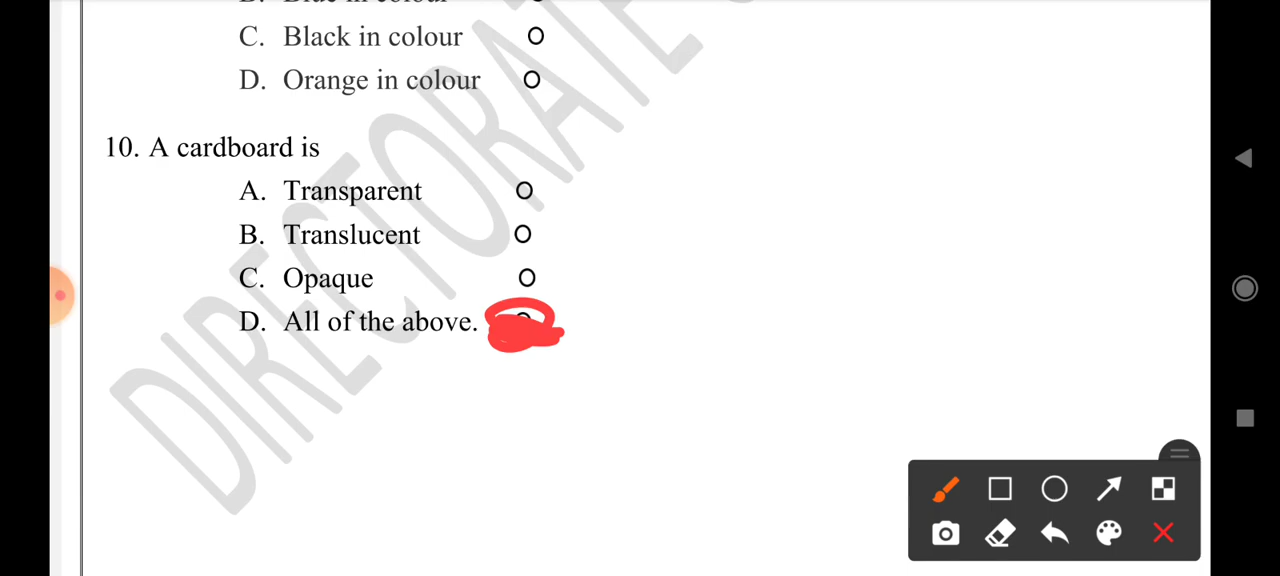 C. Black in colour
D. Orange in colour
10. A cardboard is
A. Transparent
B. Translucent
C. Opaque
D. All of the above.
DIRECTORATE